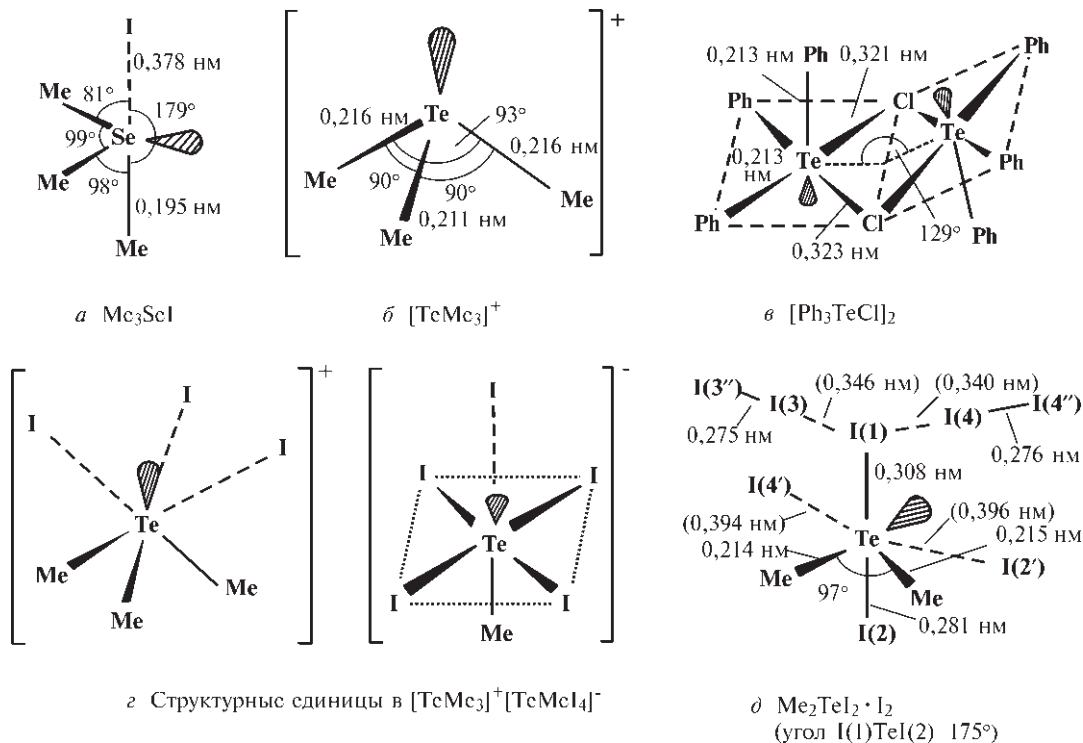 I
0,378 нм
Me
81°
179°
99°
Se
Me
98°
0,195 нм
Me
а Me₃SeI
+
Te
0,216 нм
93°
0,216 нм
Me
90°
90°
Me
0,211 нм
Me
б [TeMe₃]⁺
0,213 нм
Ph
0,321 нм
Ph
Ph
Cl
Te
0,213 нм
Te
Ph
Ph
Cl
Ph
129°
0,323 нм
в [Ph₃TeCl]₂
+
I
I
I
Te
Me
Me
Me
-
I
I
I
Te
I
I
Me
г Структурные единицы в [TeMe₃]⁺[TeMeI₄]⁻
(0,346 нм)
(0,340 нм)
I(3″)
I(3)
I(4)
I(4″)
I(1)
0,275 нм
0,276 нм
0,308 нм
I(4′)
(0,394 нм)
(0,396 нм)
Te
0,214 нм
0,215 нм
I(2′)
Me
97°
Me
I(2)
0,281 нм
д Me₂TeI₂ · I₂
(угол I(1)TeI(2) 175°)